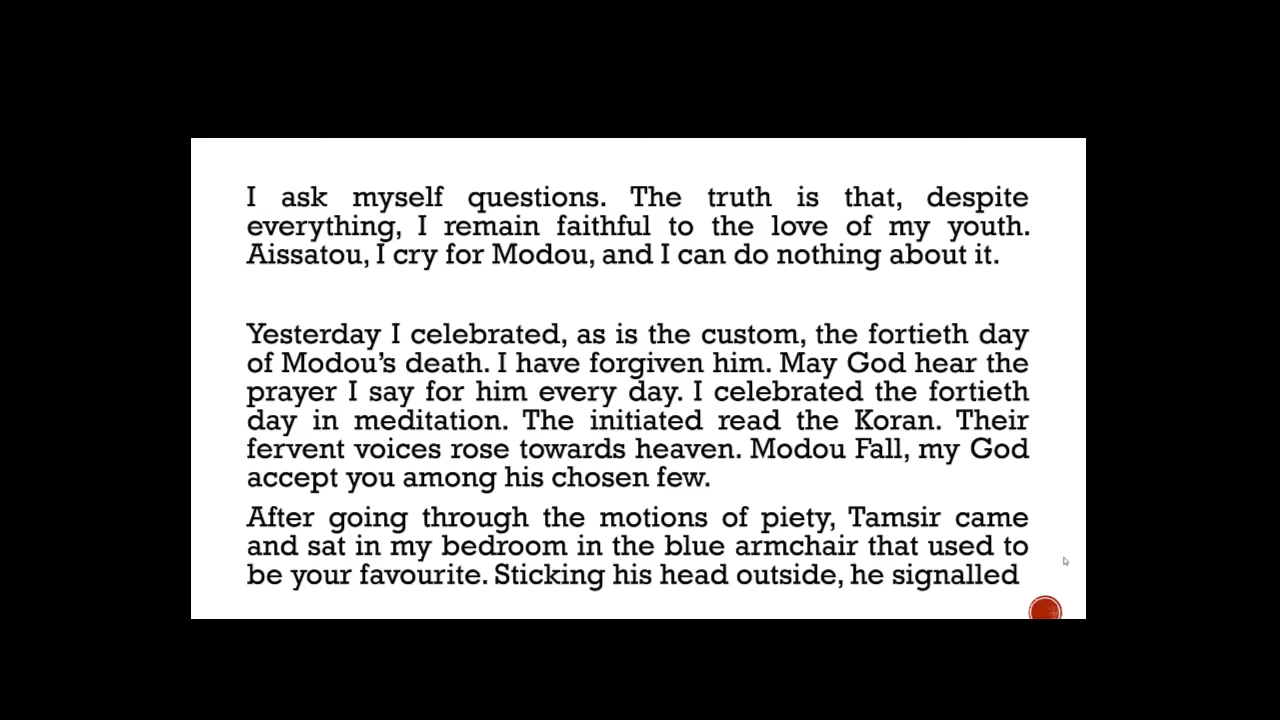 I ask myself questions. The truth is that, despite
everything, I remain faithful to the love of my youth.
Aissatou, I cry for Modou, and I can do nothing about it.
Yesterday I celebrated, as is the custom, the fortieth day
of Modou's death. I have forgiven him. May God hear the
prayer I say for him every day. I celebrated the fortieth
day in meditation. The initiated read the Koran. Their
fervent voices rose towards heaven. Modou Fall, my God
accept you among his chosen few.
After going through the motions of piety, Tamsir came
and sat in my bedroom in the blue armchair that used to
be your favourite. Sticking his head outside, he signalled